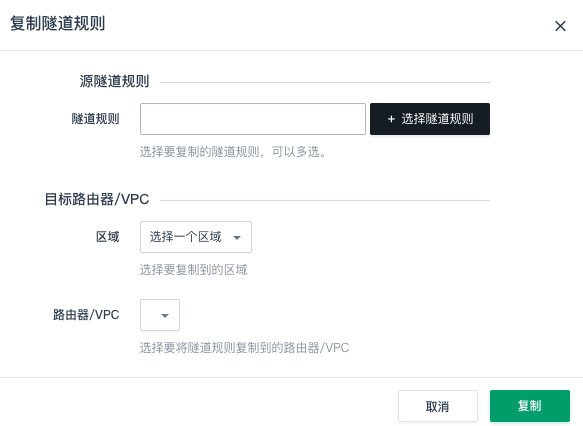 复制隧道规则
源隧道规则
隧道规则
+ 选择隧道规则
选择要复制的隧道规则，可以多选。
目标路由器/VPC
区域
选择一个区域
选择要复制到的区域
路由器/VPC
选择要将隧道规则复制到的路由器/VPC
取消
复制